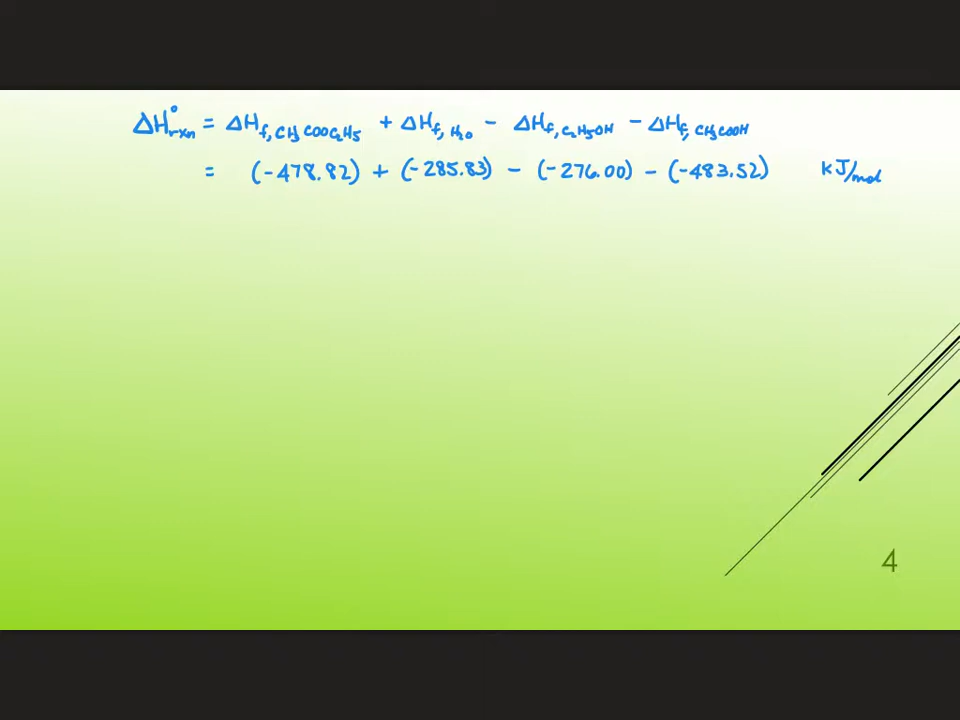 ΔH°rxn = ΔHf, CH3COOC2H5 + ΔHf, H2O - ΔHf, C2H5OH - ΔHf, CH3COOH
= (-478.82) + (-285.83) - (-276.00) - (-483.52) kJ/mol
4